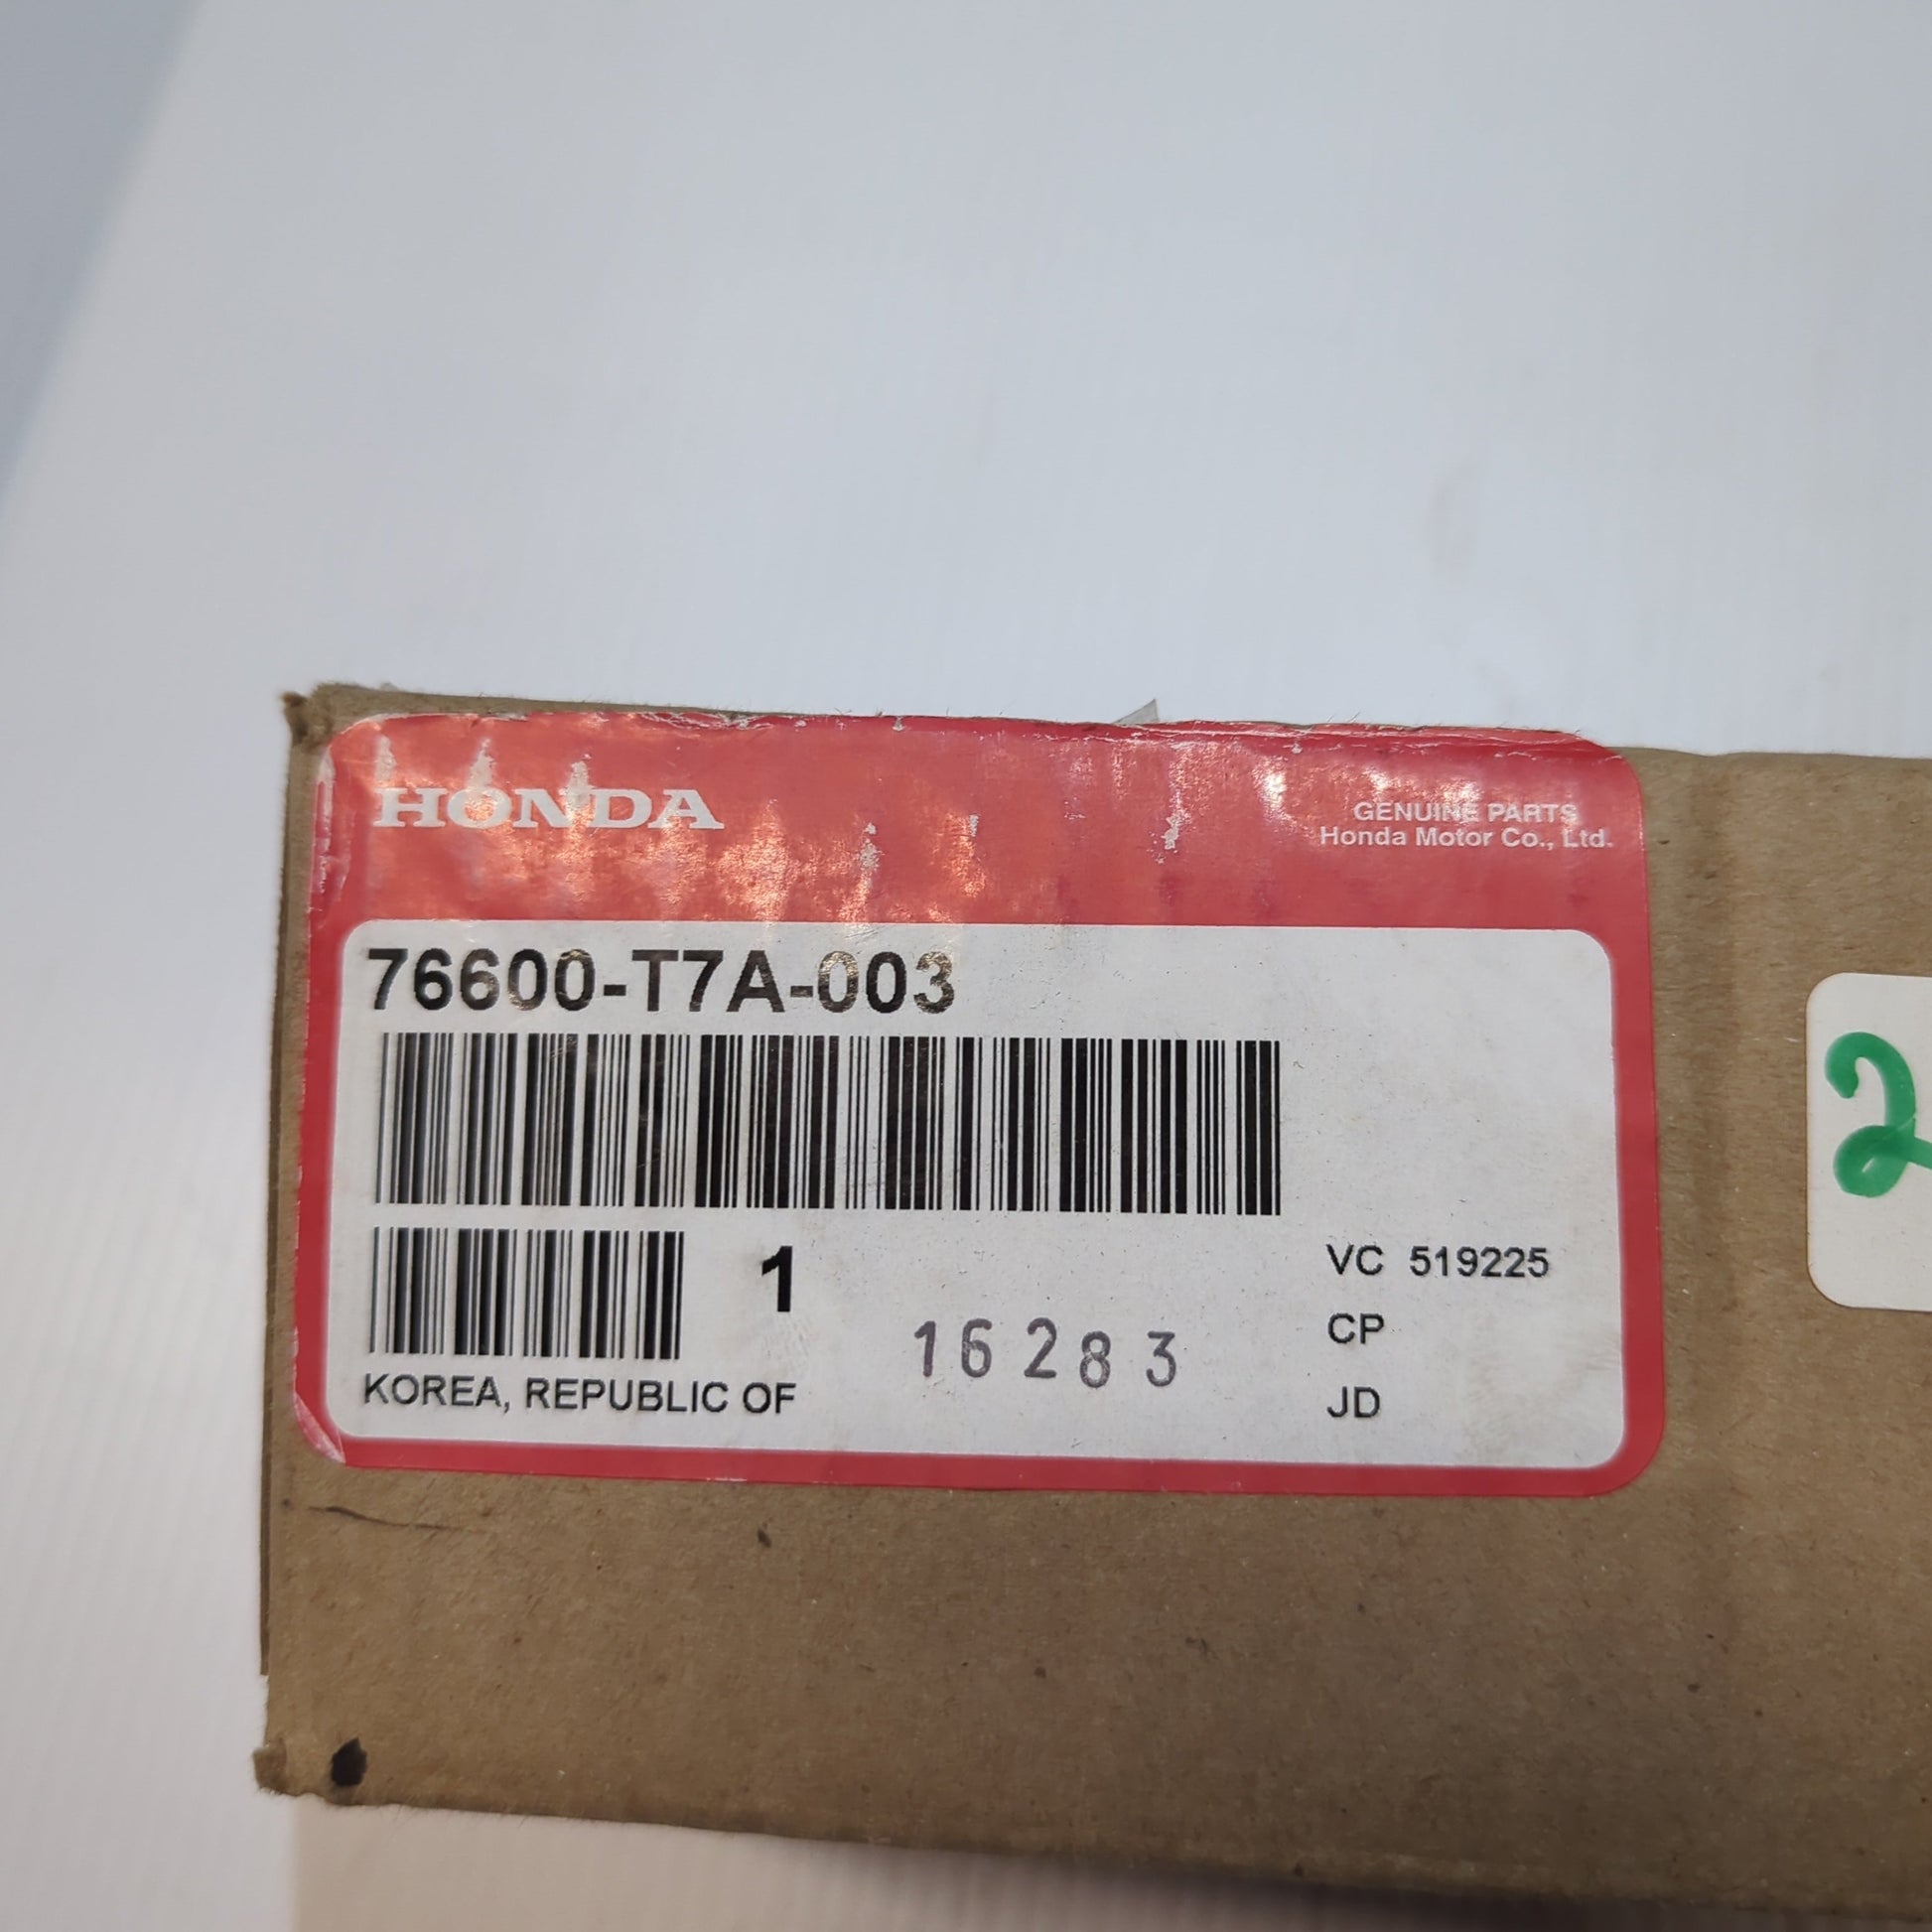 HONDA
GENUINE PARTS
Honda Motor Co., Ltd.
76600-T7A-003
1
VC 519225
16283
CP
KOREA, REPUBLIC OF
JD
2